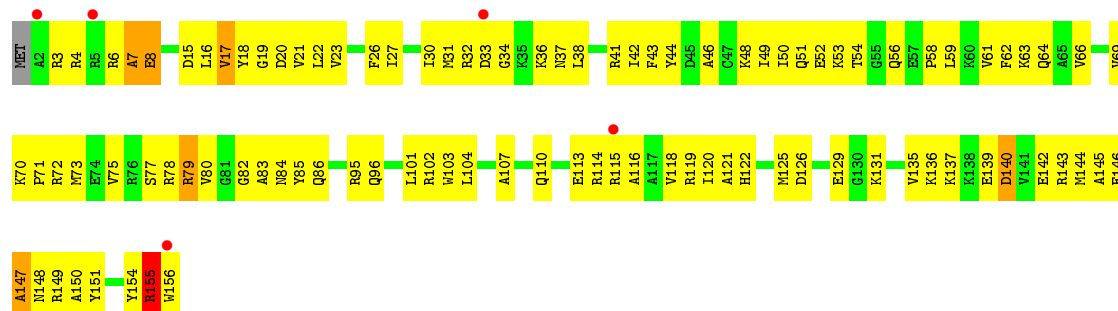 MET A2 R3 R4 R5 R6 A7 E8 D15 L16 V17 Y18 G19 D20 V21 L22 V23 F26 I27 I30 M31 R32 D33 G34 K35 K36 N37 L38 R41 I42 F43 Y44 D45 A46 C47 K48 I49 I50 Q51 E52 K53 T54 G55 Q56 E57 P58 L59 K60 V61 F62 K63 Q64 A65 V66 V69
K70 P71 R72 M73 E74 V75 R76 S77 R78 R79 V80 G81 G82 A83 N84 Y85 Q86 R95 Q96 L101 R102 W103 L104 A107 Q110 E113 R114 R115 A116 A117 V118 R119 I120 A121 H122 M125 D126 E129 G130 K131 V135 K136 K137 K138 E139 D140 V141 E142 R143 M144 A145 E146
A147 N148 R149 A150 Y151 Y154 R155 W156